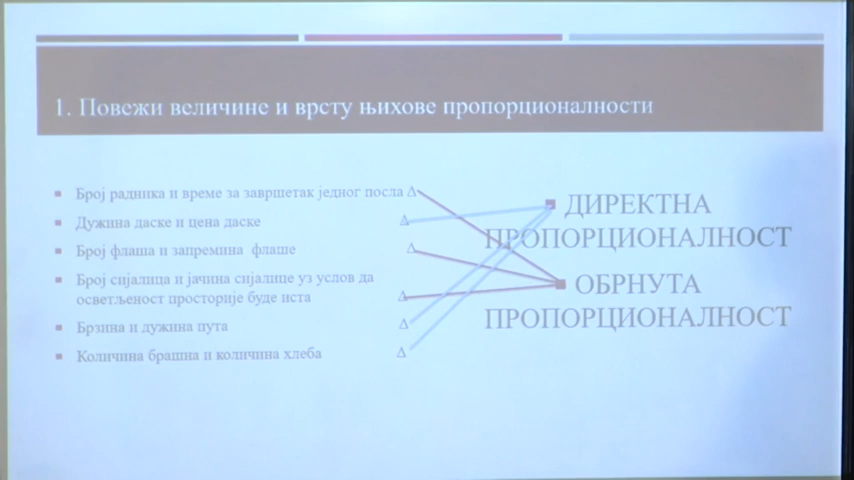 1. Повежи величине и врсту њихове пропорционалности
Број радника и време за завршетак једног посла Δ
Дужина даске и цена даске Δ
Број флаша и запремина флаше Δ
Број сијалица и јачина сијалице уз услов да
осветљеност просторије буде иста Δ
Брзина и дужина пута Δ
Количина брашна и количина хлеба Δ
ДИРЕКТНА
ПРОПОРЦИОНАЛНОСТ
ОБРНУТА
ПРОПОРЦИОНАЛНОСТ